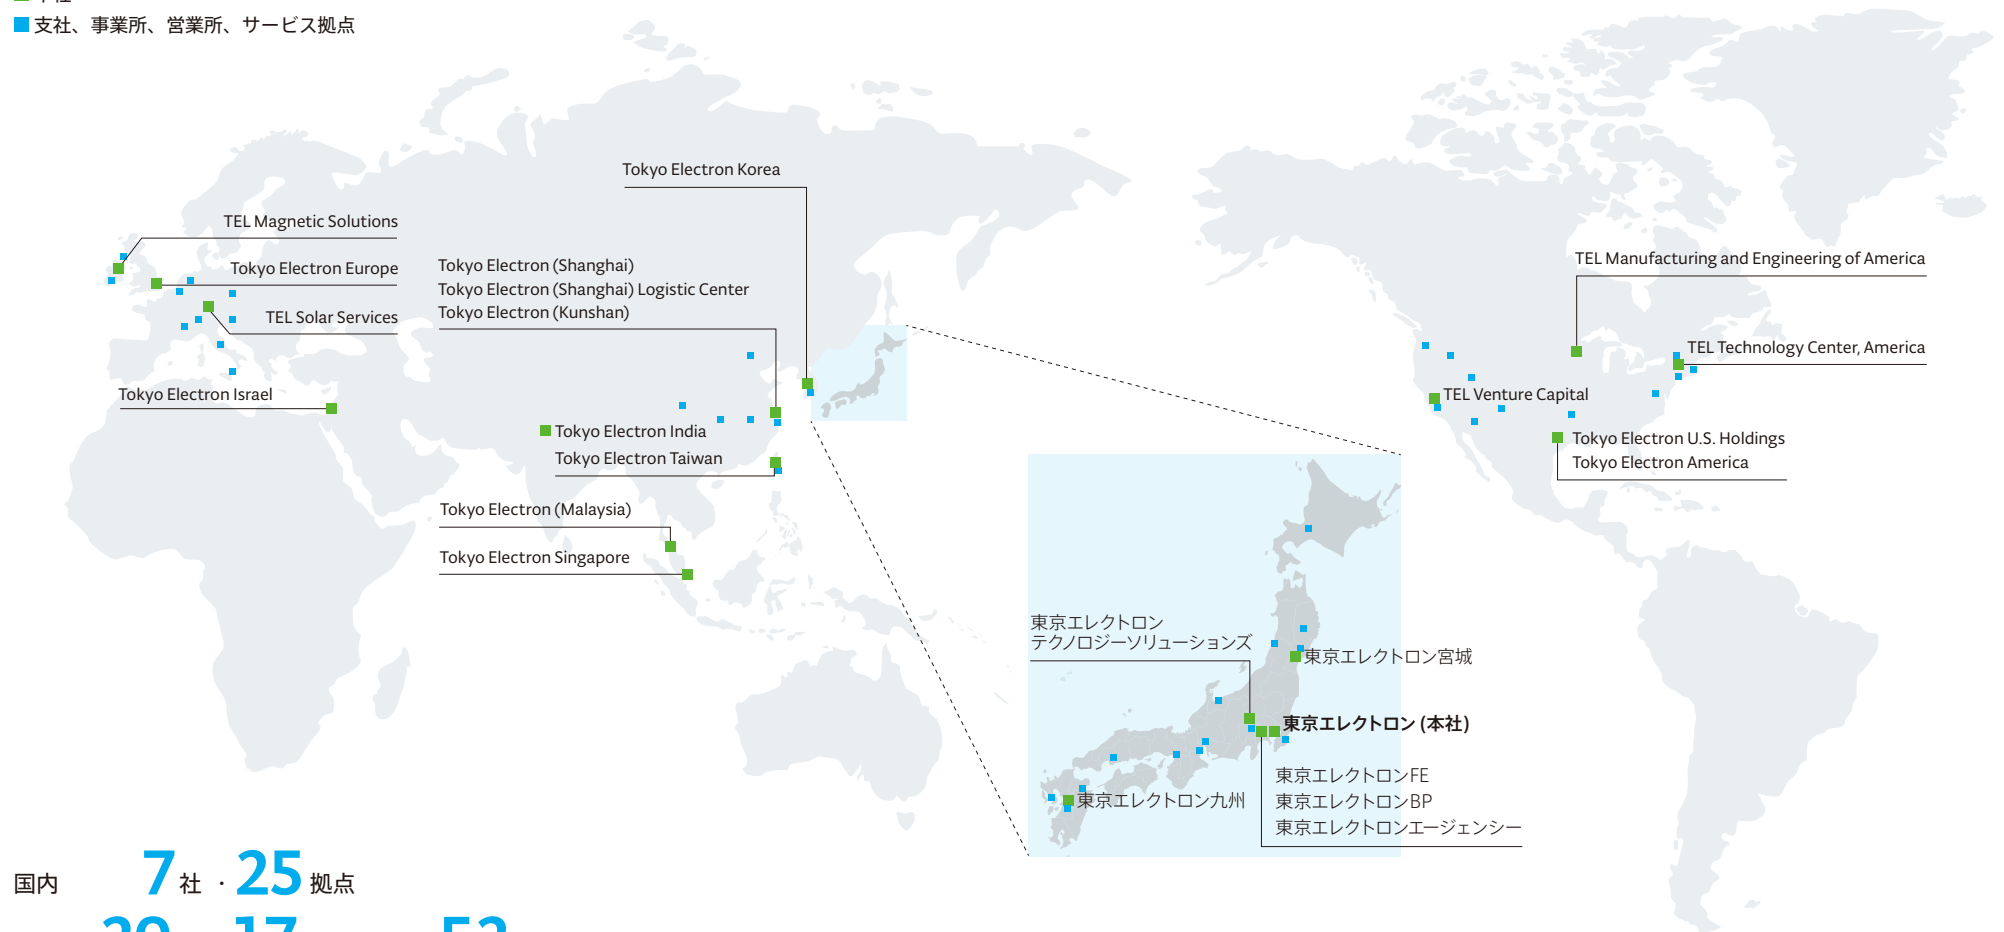 支社、事業所、営業所、サービス拠点
Tokyo Electron Korea
TEL Magnetic Solutions
Tokyo Electron Europe
TEL Solar Services
Tokyo Electron Israel
Tokyo Electron (Shanghai)
Tokyo Electron (Shanghai) Logistic Center
Tokyo Electron (Kunshan)
Tokyo Electron India
Tokyo Electron Taiwan
Tokyo Electron (Malaysia)
Tokyo Electron Singapore
TEL Manufacturing and Engineering of America
TEL Technology Center, America
TEL Venture Capital
Tokyo Electron U.S. Holdings
Tokyo Electron America
東京エレクトロン
テクノロジーソリューションズ
東京エレクトロン宮城
東京エレクトロン (本社)
東京エレクトロンFE
東京エレクトロンBP
東京エレクトロンエージェンシー
東京エレクトロン九州
国内 7 社 · 25 拠点